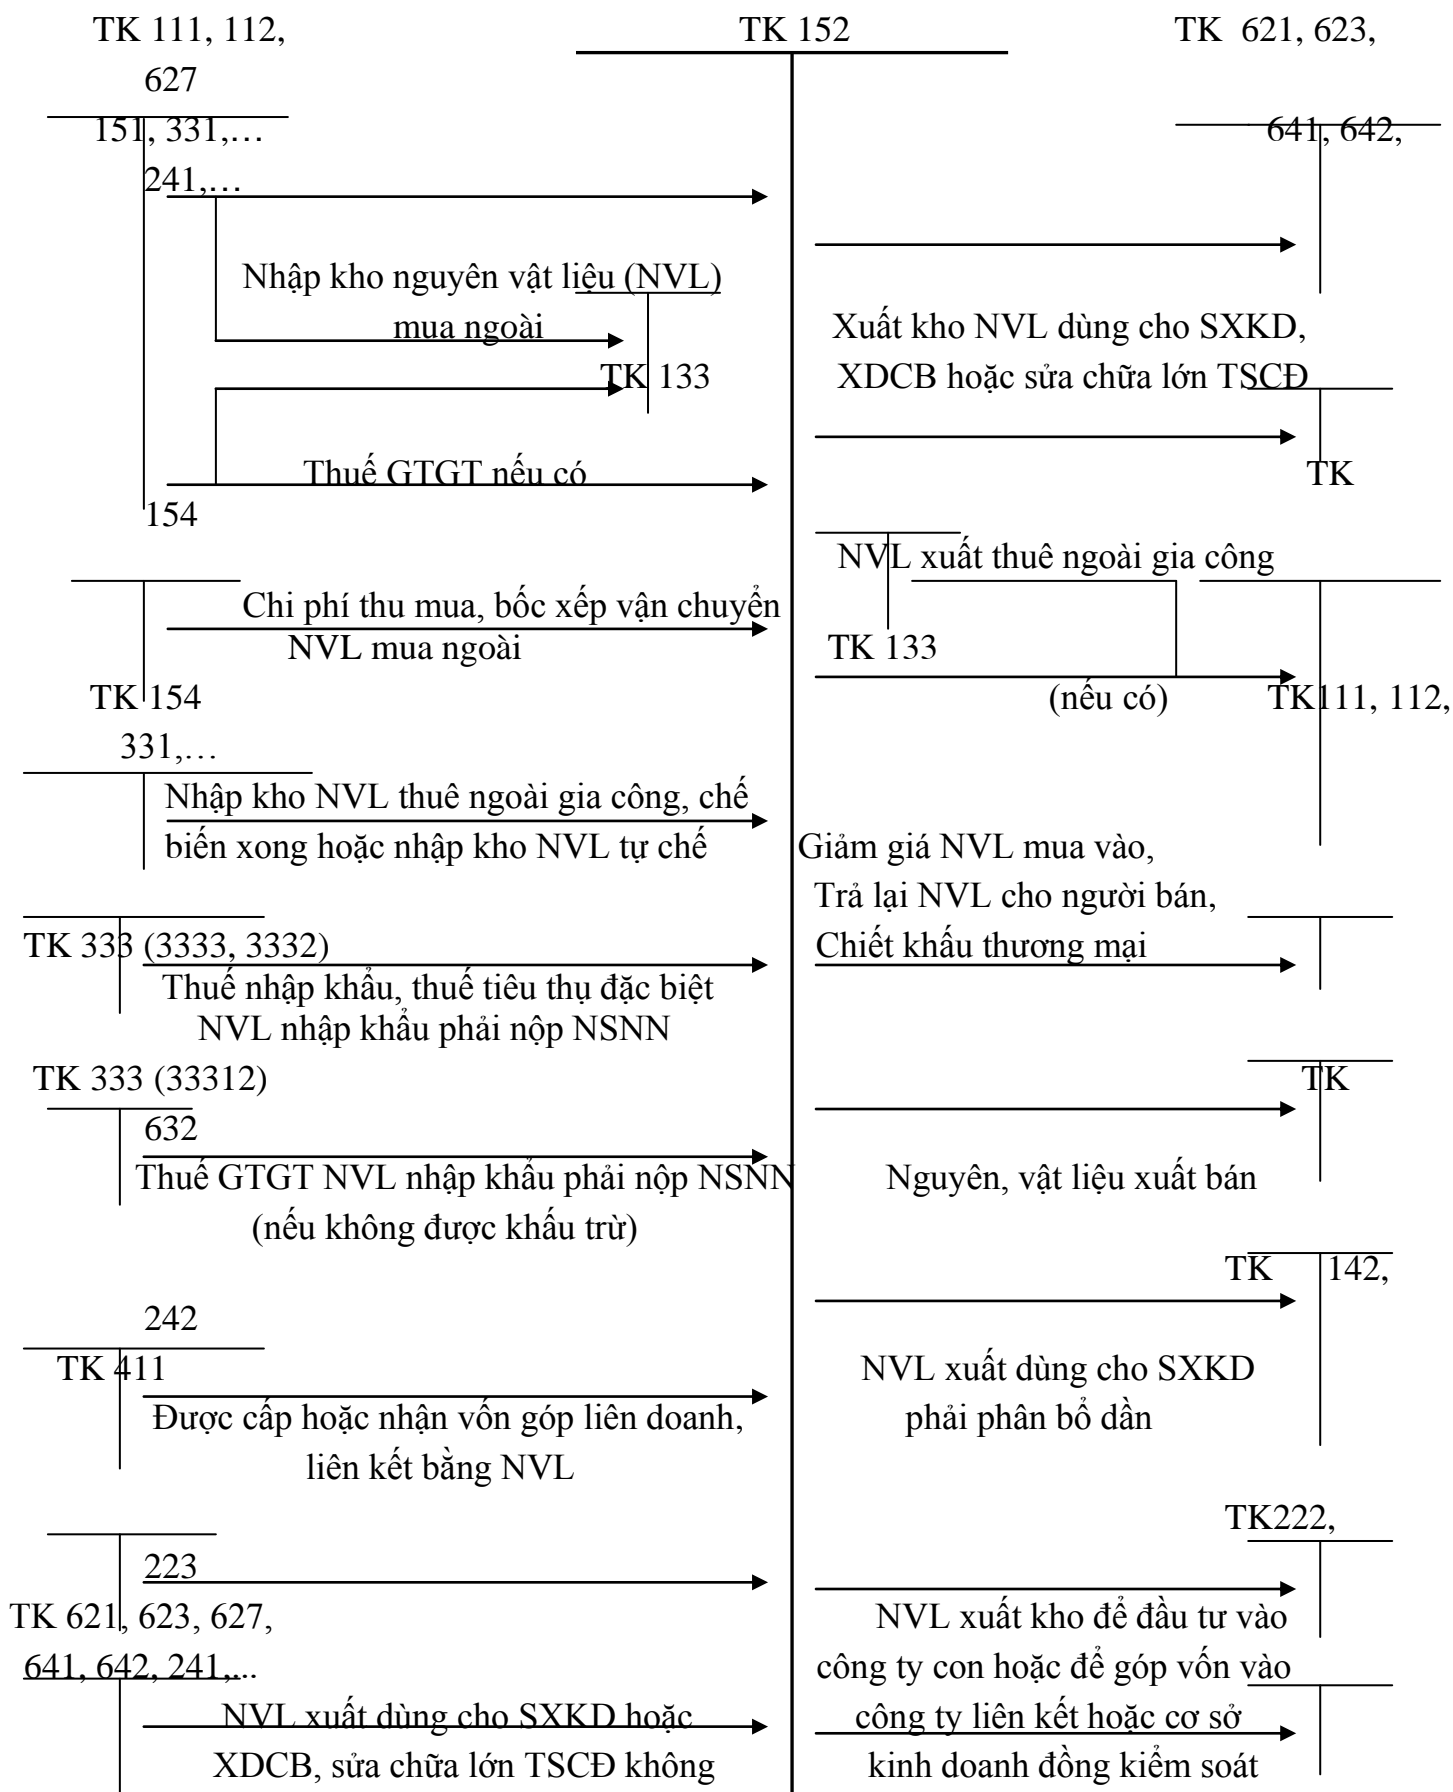 TK 111, 112, TK 152 TK 621, 623,
627
151, 331,… 641, 642,
241,…
Nhập kho nguyên vật liệu (NVL)
mua ngoài
Xuất kho NVL dùng cho SXKD,
TK 133
XDCB hoặc sửa chữa lớn TSCĐ
Thuế GTGT nếu có
TK
154
NVL xuất thuê ngoài gia công
Chi phí thu mua, bốc xếp vận chuyển
NVL mua ngoài
TK 133
TK 154
(nếu có)
TK111, 112,
331,…
Nhập kho NVL thuê ngoài gia công, chế
biến xong hoặc nhập kho NVL tự chế
Giảm giá NVL mua vào,
Trả lại NVL cho người bán,
Chiết khấu thương mại
TK 333 (3333, 3332)
Thuế nhập khẩu, thuế tiêu thụ đặc biệt
NVL nhập khẩu phải nộp NSNN
TK 333 (33312)
TK
632
Thuế GTGT NVL nhập khẩu phải nộp NSNN
(nếu không được khấu trừ)
Nguyên, vật liệu xuất bán
TK 142,
242
TK 411
Được cấp hoặc nhận vốn góp liên doanh,
liên kết bằng NVL
NVL xuất dùng cho SXKD
phải phân bổ dần
TK222,
223
TK 621, 623, 627,
641, 642, 241,...
NVL xuất dùng cho SXKD hoặc
XDCB, sửa chữa lớn TSCĐ không
NVL xuất kho để đầu tư vào
công ty con hoặc để góp vốn vào
công ty liên kết hoặc cơ sở
kinh doanh đồng kiểm soát